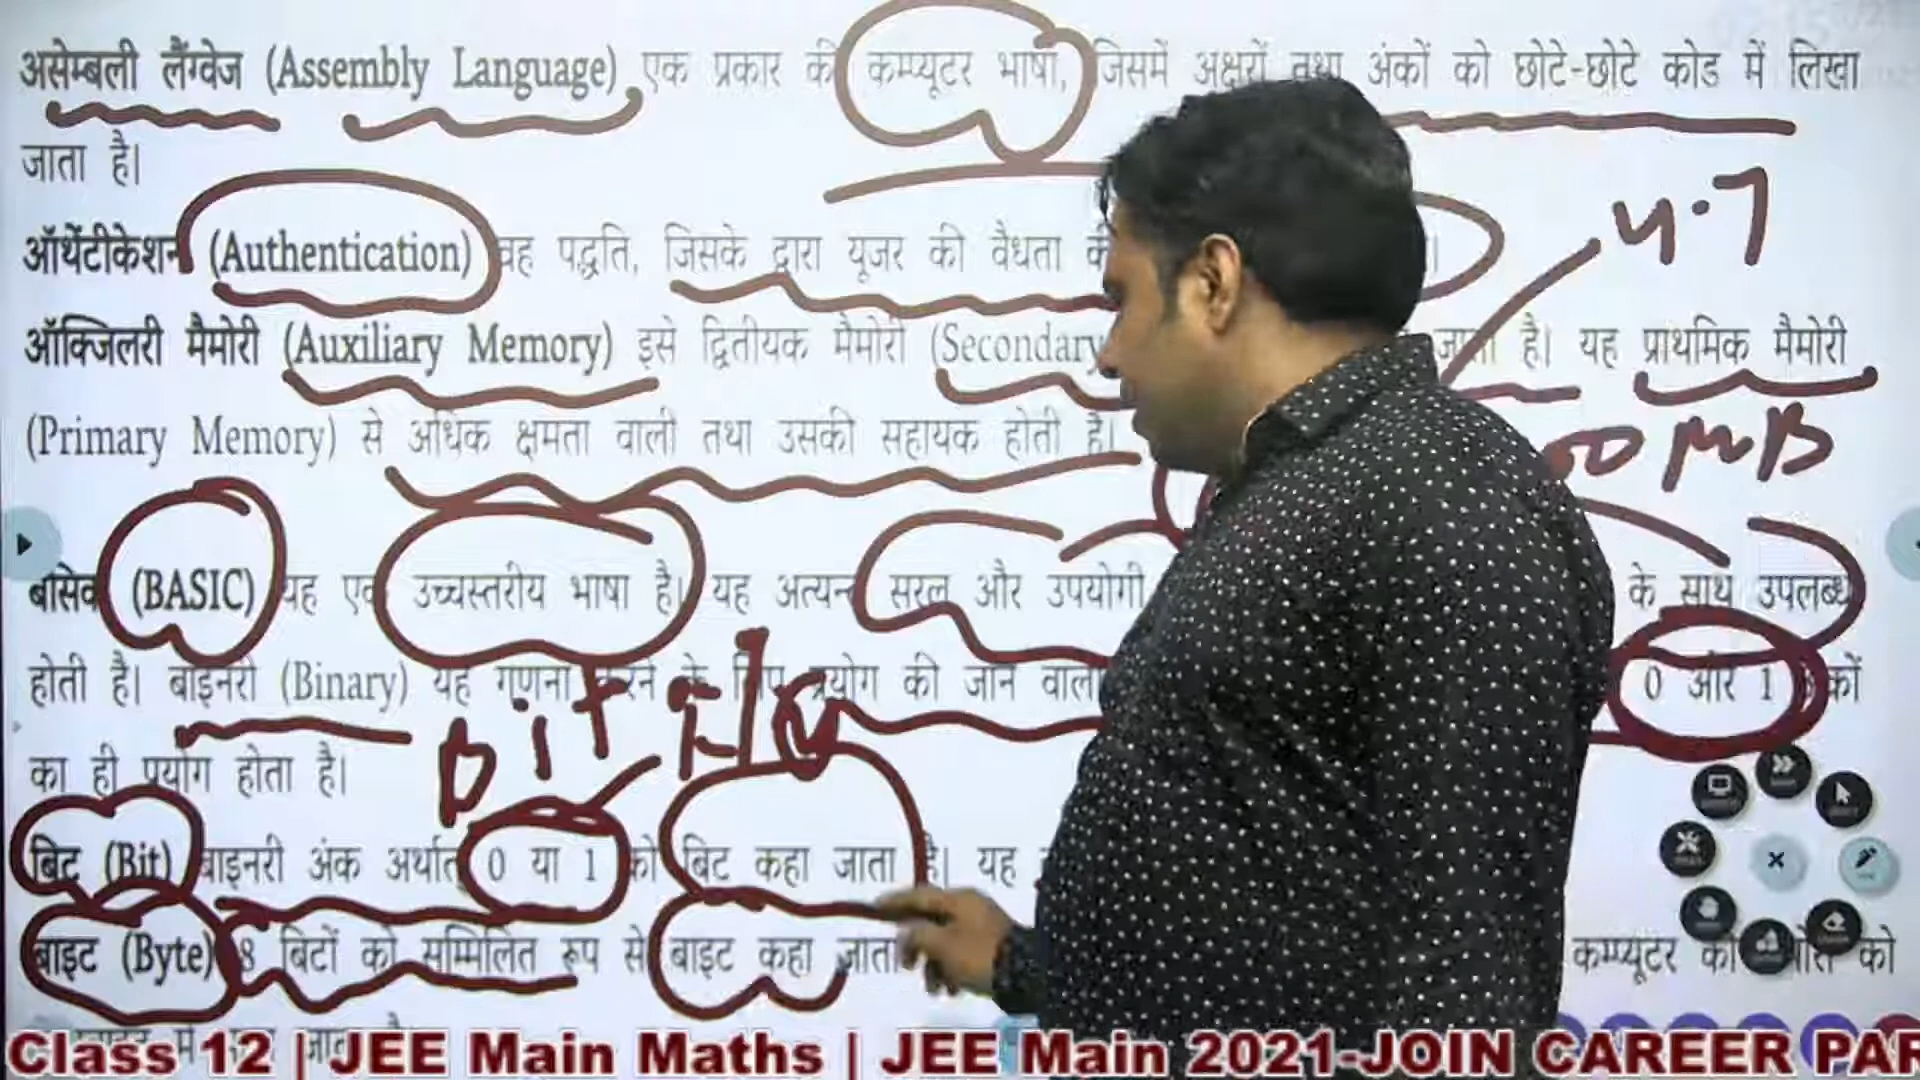 असेम्बली लैंग्वेज (Assembly Language) एक प्रकार की कम्प्यूटर भाषा, जिसमें अक्षरों तथा अंकों को छोटे-छोटे कोड में लिखा
जाता है।
ऑथेंटीकेशन (Authentication) वह पद्धति, जिसके द्वारा यूजर की वैधता की
4.7
ऑक्जिलरी मैमोरी (Auxiliary Memory) इसे द्वितीयक मैमोरी (Secondary जाता है। यह प्राथमिक मैमोरी
(Primary Memory) से अधिक क्षमता वाली तथा उसकी सहायक होती है।
MB
बेसिक (BASIC) यह एक उच्चस्तरीय भाषा है। यह अत्यन्त सरल और उपयोगी के साथ उपलब्ध
होती है। बाइनरी (Binary) यह गणना करने के लिए प्रयोग की जाने वाली 0 और 1 अंकों
का ही प्रयोग होता है।
बिट (Bit) बाइनरी अंक अर्थात् 0 या 1 को बिट कहा जाता है। यह
बाइट (Byte) 8 बिटों को सम्मिलित रूप से बाइट कहा जाता कम्प्यूटर की को
Class 12 | JEE Main Maths | JEE Main 2021-JOIN CAREER PAR